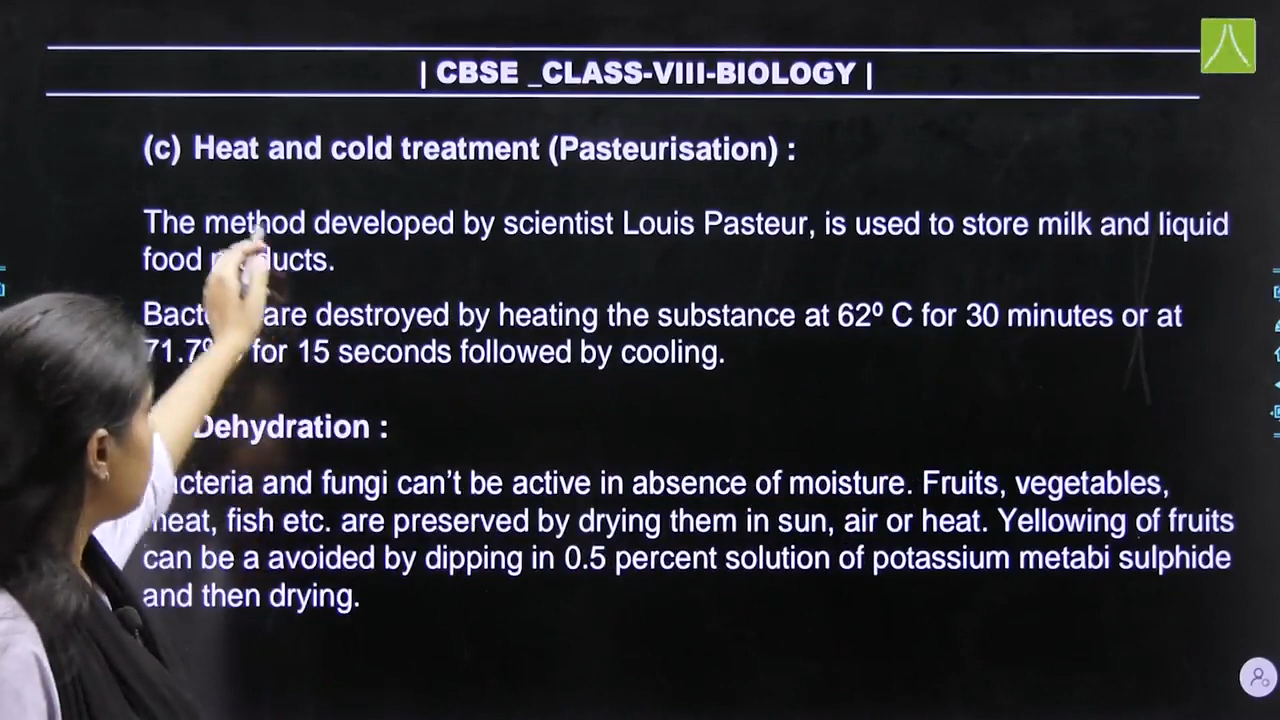 | CBSE _CLASS-VIII-BIOLOGY |
(c) Heat and cold treatment (Pasteurisation) :
The method developed by scientist Louis Pasteur, is used to store milk and liquid
food products.
are destroyed by heating the substance at 62⁰ C for 30 minutes or at
for 15 seconds followed by cooling.
Dehydration :
Bacteria and fungi can’t be active in absence of moisture. Fruits, vegetables,
meat, fish etc. are preserved by drying them in sun, air or heat. Yellowing of fruits
can be a avoided by dipping in 0.5 percent solution of potassium metabi sulphide
and then drying.